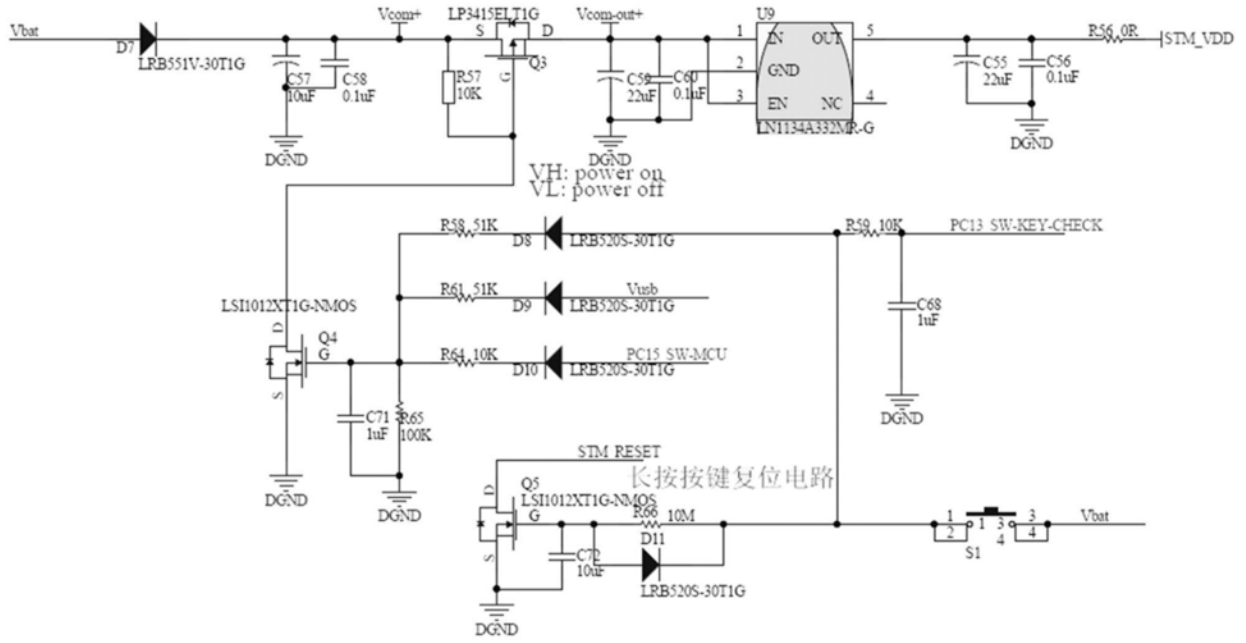 Vbat
D7
LRB551V-30T1G
C57
10uF
C58
0.1uF
DGND
Vcom+
LP3415ELT1G
S
D
Q3
G
R57
10K
Vcom-out+
C59
22uF
C60
0.1uF
DGND
U9
1
IN
OUT
5
2
GND
3
EN
NC
4
LN1134A332MR-G
C55
22uF
C56
0.1uF
DGND
R56 0R
STM_VDD
VH: power on
VL: power off
R58 51K
D8
LRB520S-30T1G
R59 10K
PC13 SW-KEY-CHECK
C68
1uF
DGND
R61 51K
D9
Vusb
LRB520S-30T1G
R64 10K
D10
PC15 SW-MCU
LRB520S-30T1G
LSI1012XT1G-NMOS
D
Q4
G
S
DGND
C71
1uF
R65
100K
DGND
STM RESET
长按按键复位电路
D
Q5
LSI1012XT1G-NMOS
G
S
R66 10M
D11
LRB520S-30T1G
C72
10uF
DGND
1
2
1 3
4
S1
3
4
Vbat